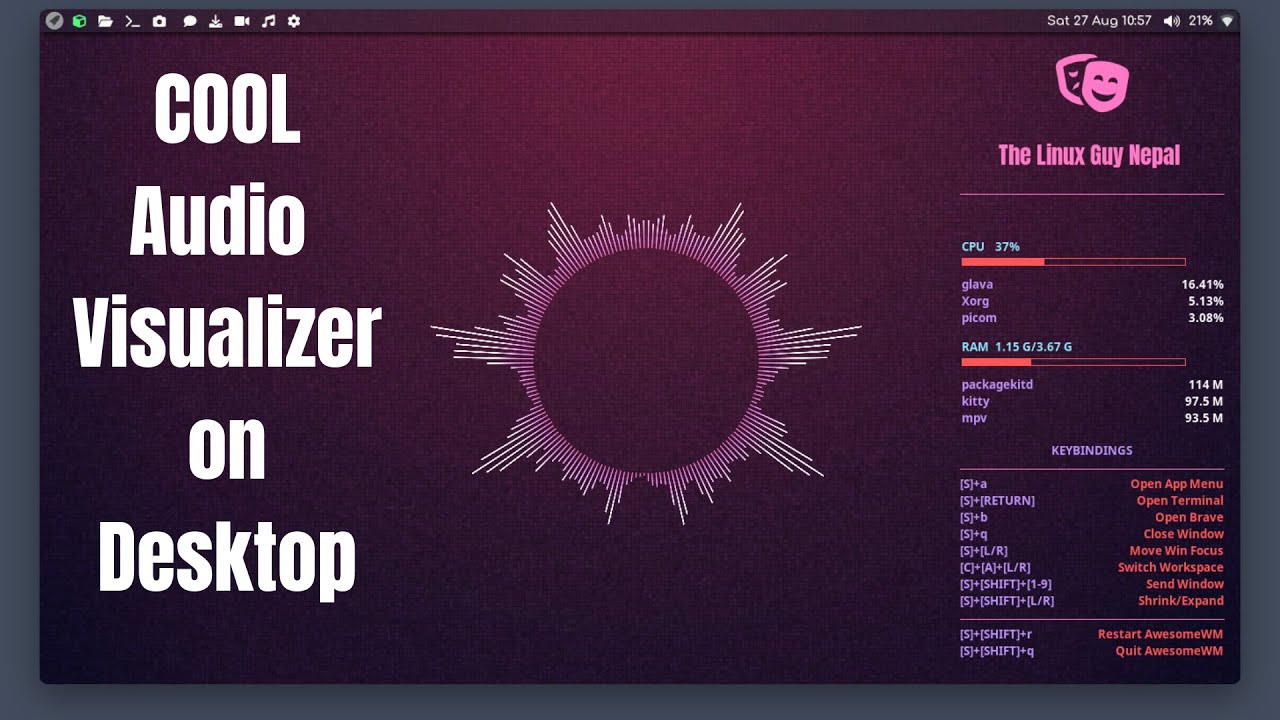 Sat 27 Aug 10:57 21%
COOL
Audio
Visualizer
on
Desktop
The Linux Guy Nepal
CPU 37%
glava 16.41%
Xorg 5.13%
picom 3.08%
RAM 1.15 G/3.67 G
packagekitd 114 M
kitty 97.5 M
mpv 93.5 M
KEYBINDINGS
[S]+a Open App Menu
[S]+[RETURN] Open Terminal
[S]+b Open Brave
[S]+q Close Window
[S]+[L/R] Move Win Focus
[C]+[A]+[L/R] Switch Workspace
[S]+[SHIFT]+[1-9] Send Window
[S]+[SHIFT]+[L/R] Shrink/Expand
[S]+[SHIFT]+r Restart AwesomeWM
[S]+[SHIFT]+q Quit AwesomeWM